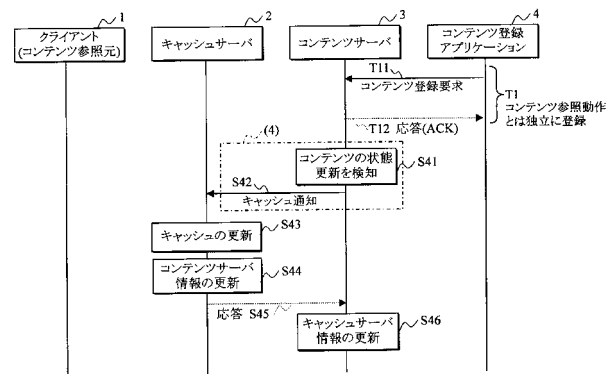 1
クライアント
(コンテンツ参照元)
2
キャッシュサーバ
3
コンテンツサーバ
4
コンテンツ登録
アプリケーション
T11
コンテンツ登録要求
T12 応答(ACK)
T1
コンテンツ参照動作
とは独立に登録
(4)
コンテンツの状態
更新を検知
S41
S42
キャッシュ通知
キャッシュの更新
S43
コンテンツサーバ
情報の更新
S44
応答 S45
キャッシュサーバ
情報の更新
S46